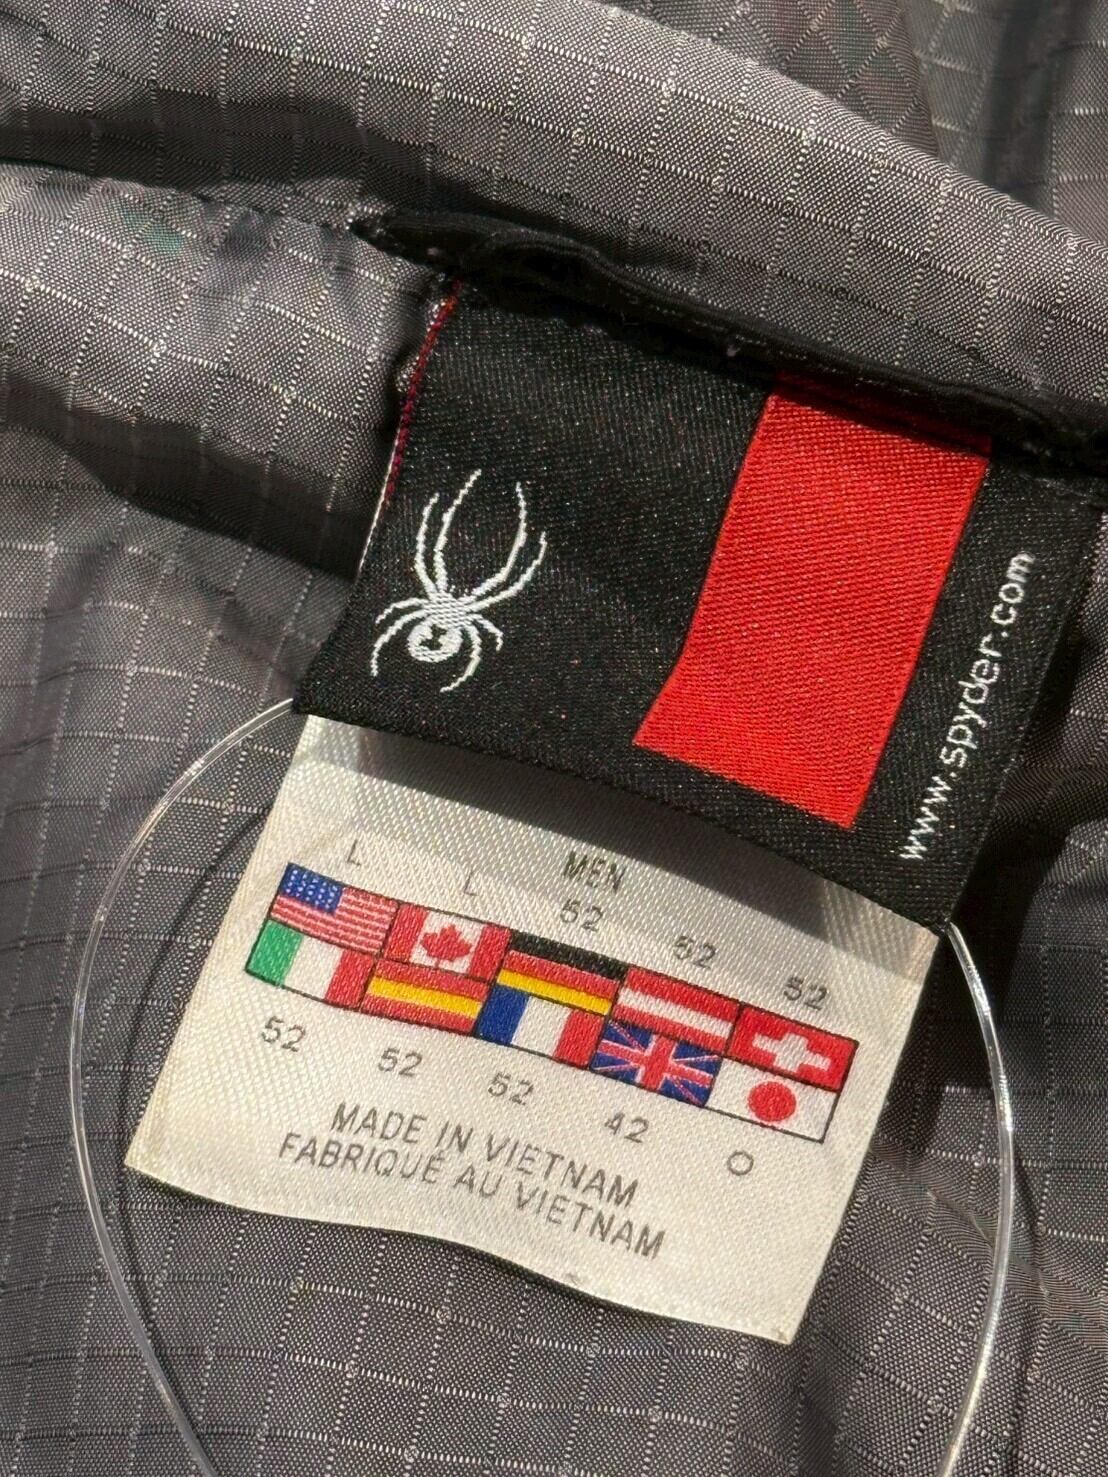 www.spyder.com
MEN
L L 52 52 52
52 52 52 42 O
MADE IN VIETNAM
FABRIQUÉ AU VIETNAM